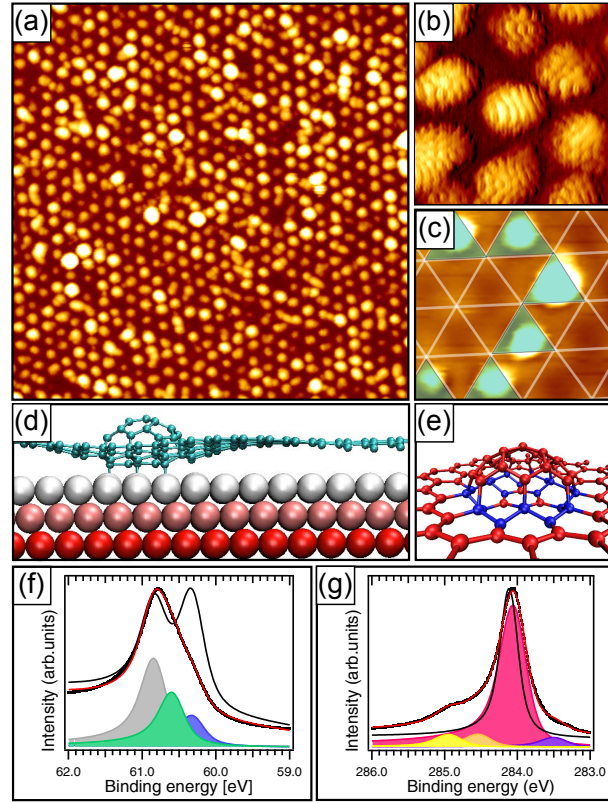 (a)
(b)
(c)
(d)
(e)
(f)
(g)
Intensity (arb.units)
62.0 61.0 60.0 59.0
Binding energy [eV]
Intensity (arb.units)
286.0 285.0 284.0 283.0
Binding energy (eV)